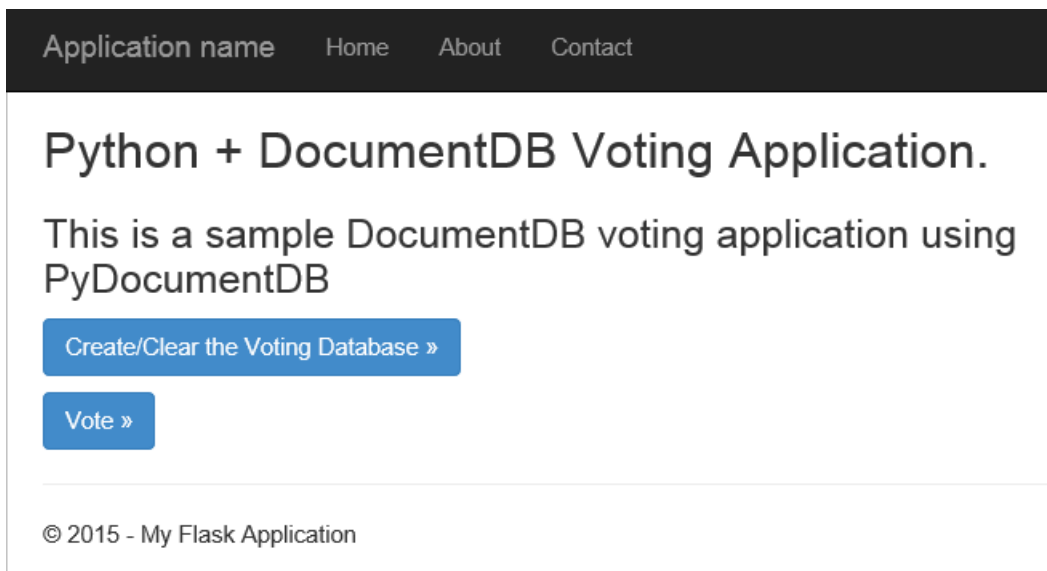 Application name Home About Contact
Python + DocumentDB Voting Application.
This is a sample DocumentDB voting application using
PyDocumentDB
Create/Clear the Voting Database »
Vote »
© 2015 - My Flask Application